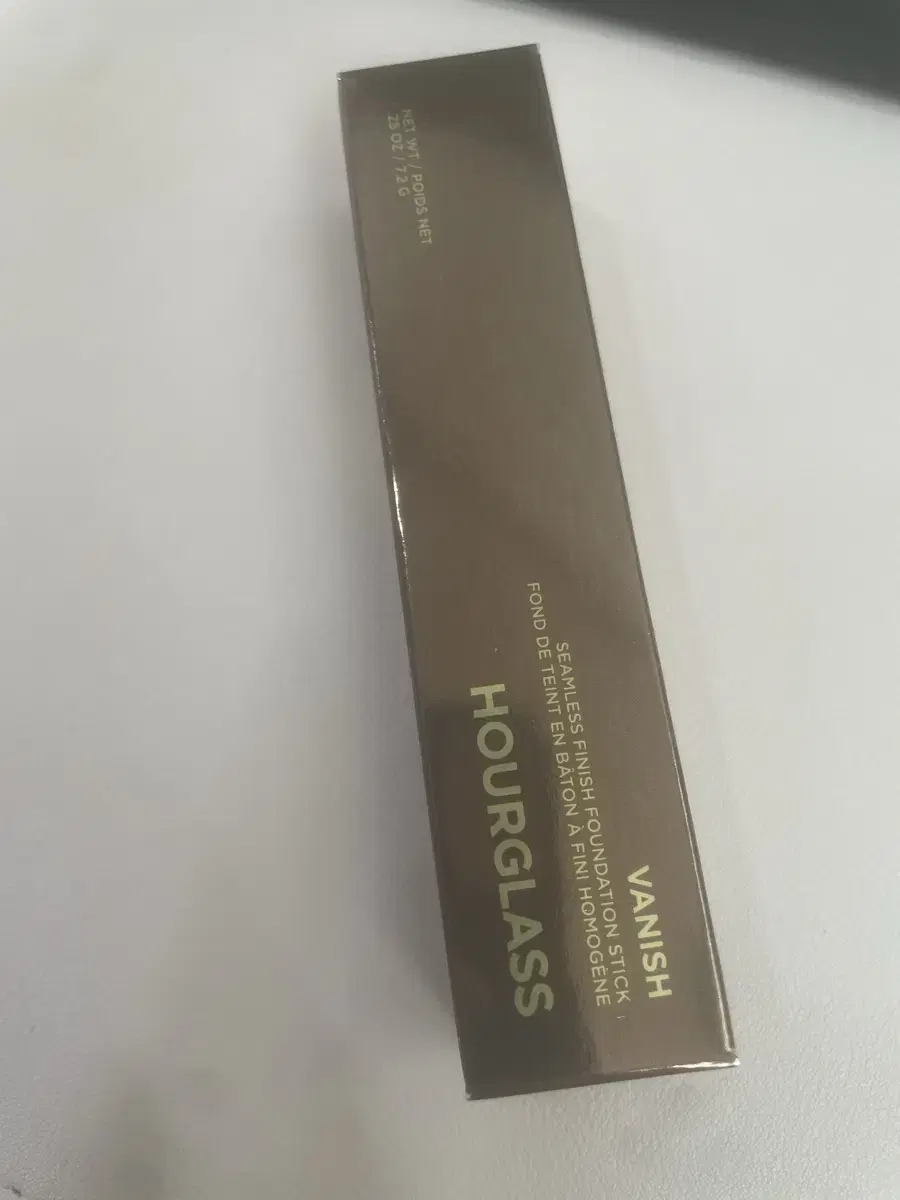 VANISH
SEAMLESS FINISH FOUNDATION STICK
FOND DE TEINT EN BÂTON À FINI HOMOGÈNE
HOURGLASS
NET WT / POIDS NET
25 OZ / 7.2 G